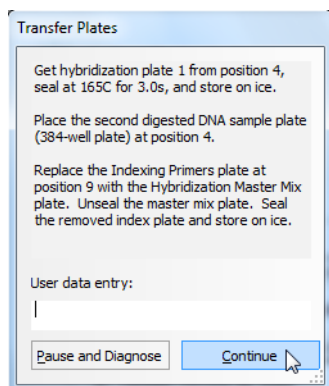 Transfer Plates
Get hybridization plate 1 from position 4,
seal at 165C for 3.0s, and store on ice.
Place the second digested DNA sample plate
(384-well plate) at position 4.
Replace the Indexing Primers plate at
position 9 with the Hybridization Master Mix
plate.  Unseal the master mix plate.  Seal
the removed index plate and store on ice.
User data entry:
Pause and Diagnose
Continue